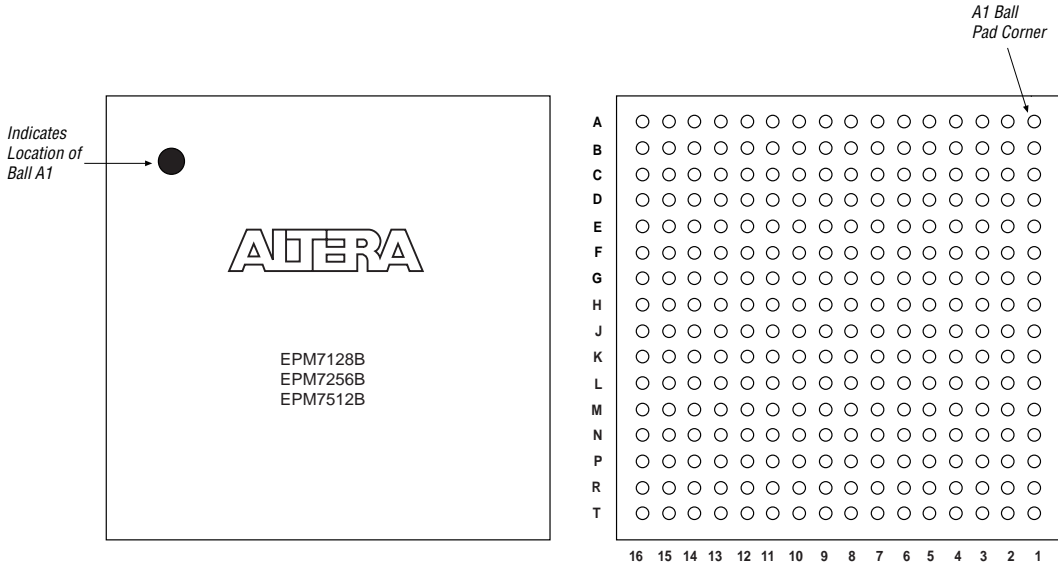 A1 Ball
Pad Corner
Indicates
Location of
Ball A1
ALTERA
EPM7128B
EPM7256B
EPM7512B
A
B
C
D
E
F
G
H
J
K
L
M
N
P
R
T
16 15 14 13 12 11 10 9 8 7 6 5 4 3 2 1